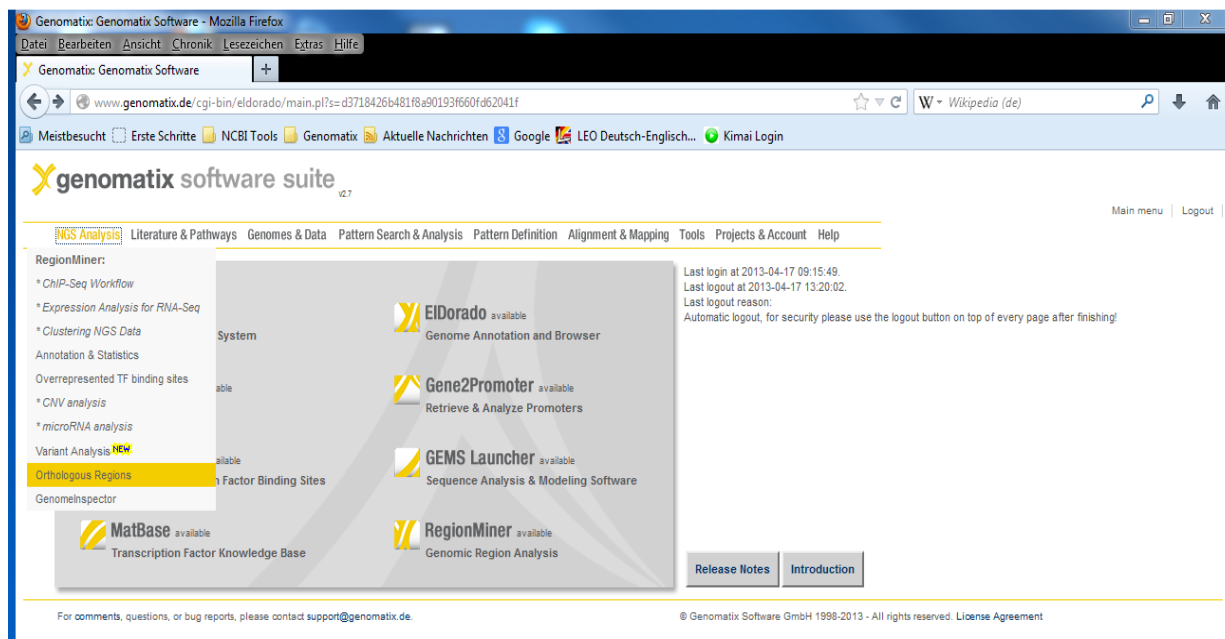 Genomatix: Genomatix Software - Mozilla Firefox
Datei Bearbeiten Ansicht Chronik Lesezeichen Extras Hilfe
Genomatix: Genomatix Software
www.genomatix.de/cgi-bin/eldorado/main.pl?s=d3718426b481f8a90193f660fd62041f
W Wikipedia (de)
Meistbesucht Erste Schritte NCBI Tools Genomatix Aktuelle Nachrichten Google LEO Deutsch-Englisch... Kimai Login
genomatix software suite v2.7
Main menu | Logout |
NGS Analysis Literature & Pathways Genomes & Data Pattern Search & Analysis Pattern Definition Alignment & Mapping Tools Projects & Account Help
RegionMiner:
* ChIP-Seq Workflow
* Expression Analysis for RNA-Seq
* Clustering NGS Data
Annotation & Statistics
Overrepresented TF binding sites
* CNV analysis
* microRNA analysis
Variant Analysis NEW
Orthologous Regions
GenomeInspector
System
able
ailable
n Factor Binding Sites
MatBase available
Transcription Factor Knowledge Base
ElDorado available
Genome Annotation and Browser
Gene2Promoter available
Retrieve & Analyze Promoters
GEMS Launcher available
Sequence Analysis & Modeling Software
RegionMiner available
Genomic Region Analysis
Last login at 2013-04-17 09:15:49.
Last logout at 2013-04-17 13:20:02.
Last logout reason:
Automatic logout, for security please use the logout button on top of every page after finishing!
Release Notes Introduction
For comments, questions, or bug reports, please contact support@genomatix.de.
© Genomatix Software GmbH 1998-2013 - All rights reserved. License Agreement